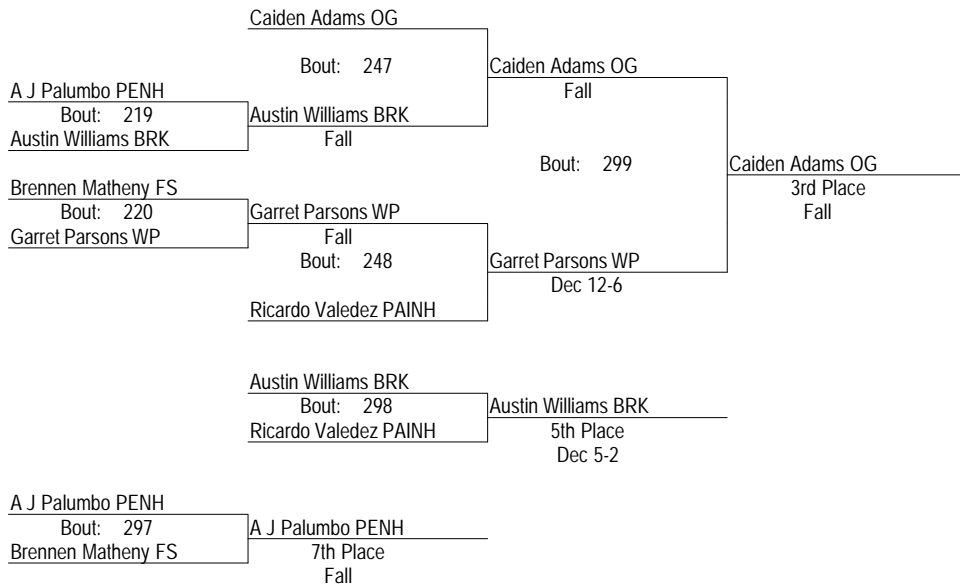 Caiden Adams OG
Bout: 247
Caiden Adams OG
Fall
A J Palumbo PENH
Bout: 219
Austin Williams BRK
Austin Williams BRK
Fall
Bout: 299
Caiden Adams OG
3rd Place
Fall
Brennen Matheny FS
Bout: 220
Garret Parsons WP
Garret Parsons WP
Fall
Bout: 248
Garret Parsons WP
Dec 12-6
Ricardo Valedez PAINH
Austin Williams BRK
Bout: 298
Ricardo Valedez PAINH
Austin Williams BRK
5th Place
Dec 5-2
A J Palumbo PENH
Bout: 297
Brennen Matheny FS
A J Palumbo PENH
7th Place
Fall